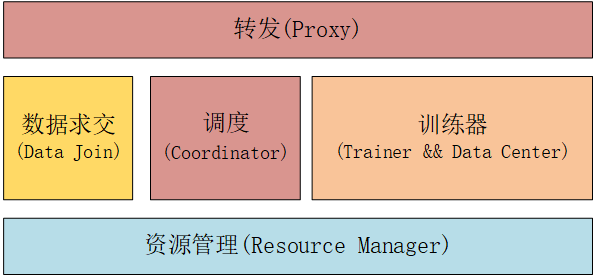 转发(Proxy)
数据求交
(Data Join)
调度
(Coordinator)
训练器
(Trainer && Data Center)
资源管理(Resource Manager)